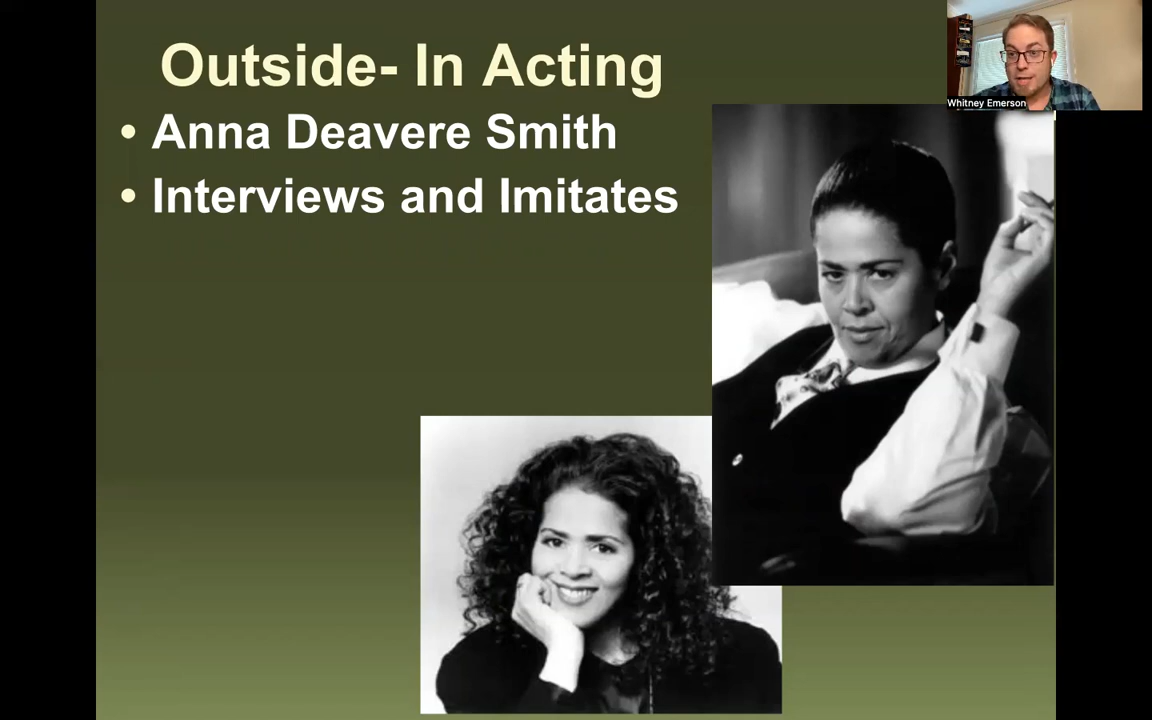 Outside- In Acting
• Anna Deavere Smith
• Interviews and Imitates
Whitney Emerson